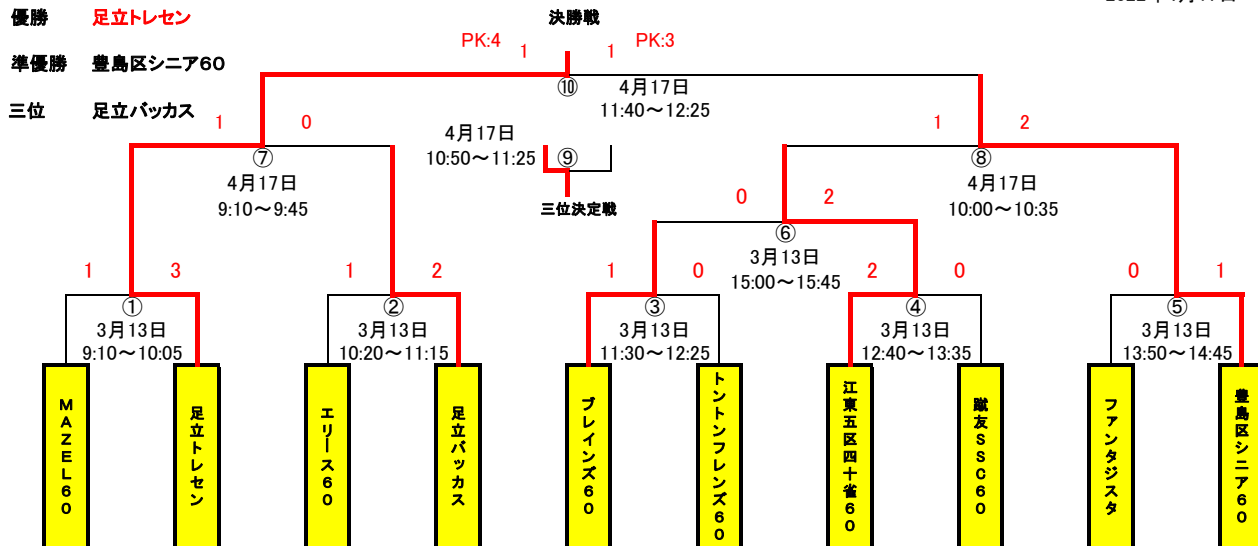 優勝 足立トレセン
決勝戦
PK:4 1 1 PK:3
準優勝 豊島区シニア60
⑩ 4月17日
11:40~12:25
三位 足立バッカス
1 0
4月17日
10:50~11:25
⑨
三位決定戦
1 2
⑦
4月17日
9:10~9:45
⑧
4月17日
10:00~10:35
0 2
⑥
3月13日
15:00~15:45
1 3
①
3月13日
9:10~10:05
1 2
②
3月13日
10:20~11:15
1 0
③
3月13日
11:30~12:25
2 0
④
3月13日
12:40~13:35
0 1
⑤
3月13日
13:50~14:45
MAZEL60
足立トレセン
エリース60
足立バッカス
ブレインズ60
トントンフレンズ60
江東五区四十雀60
蹴友SSC60
ファンタジスタ
豊島区シニア60